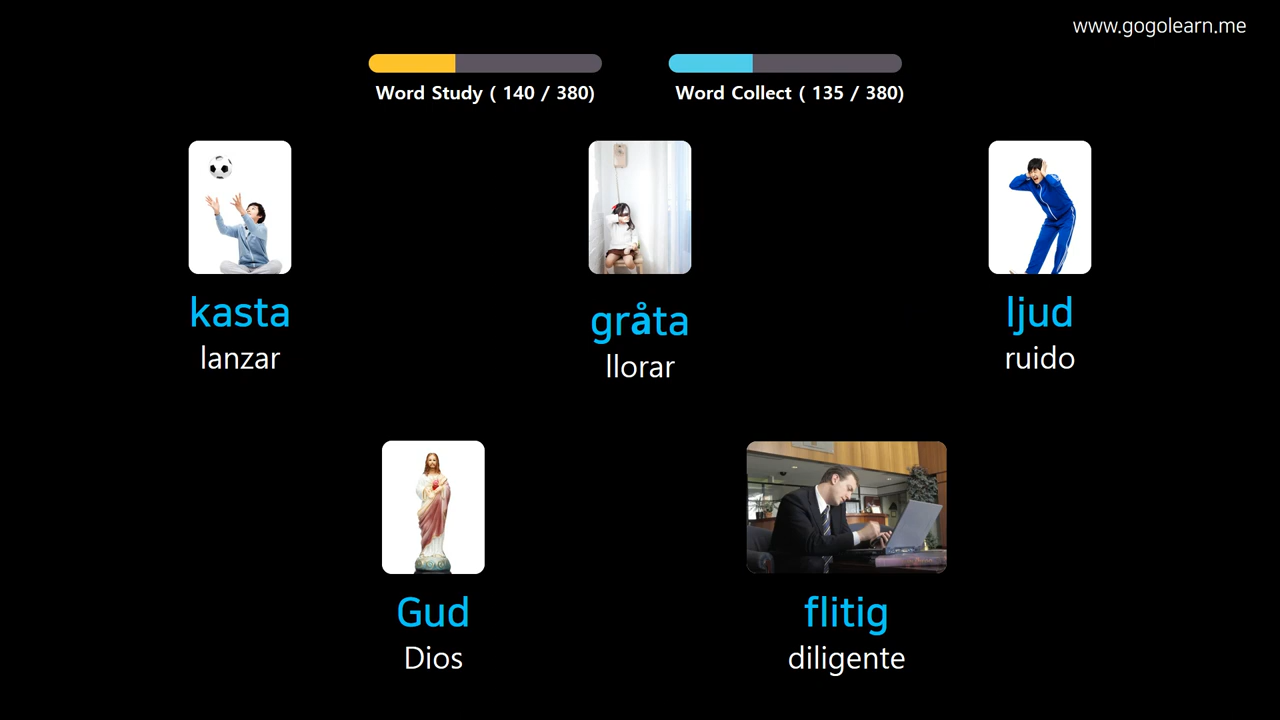 www.gogolearn.me
Word Study ( 140 / 380)
Word Collect ( 135 / 380)
kasta
lanzar
gråta
llorar
ljud
ruido
Gud
Dios
flitig
diligente